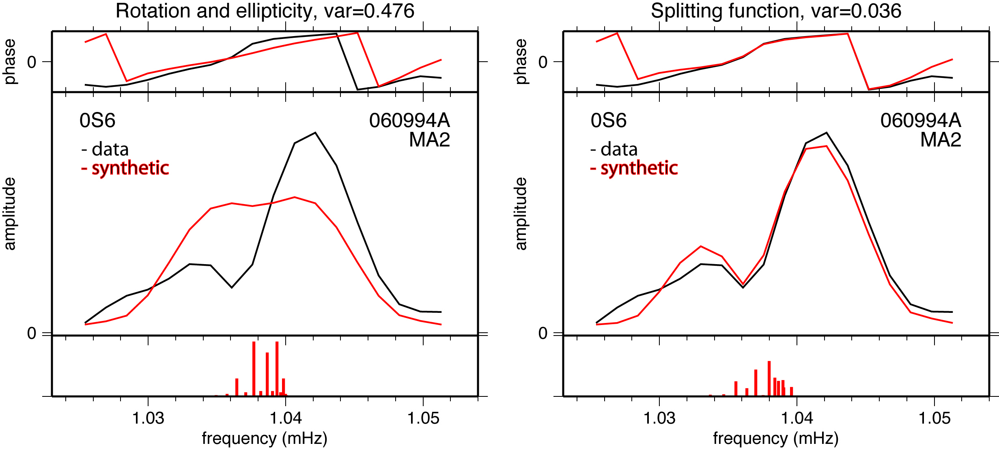 Rotation and ellipticity, var=0.476
phase
0
0S6
060994A
MA2
- data
- synthetic
amplitude
0
1.03
1.04
1.05
frequency (mHz)
Splitting function, var=0.036
phase
0
0S6
060994A
MA2
- data
- synthetic
amplitude
0
1.03
1.04
1.05
frequency (mHz)